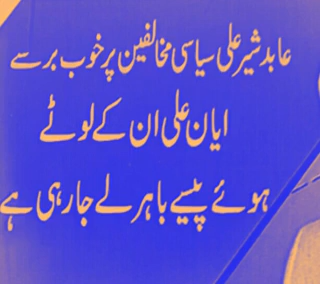 عابد شیر علی سیاسی مخالفین پر خوب برسے
ایان علی ان کے لوٹے
ہوئے پیسے باہر لے جا رہی ہے